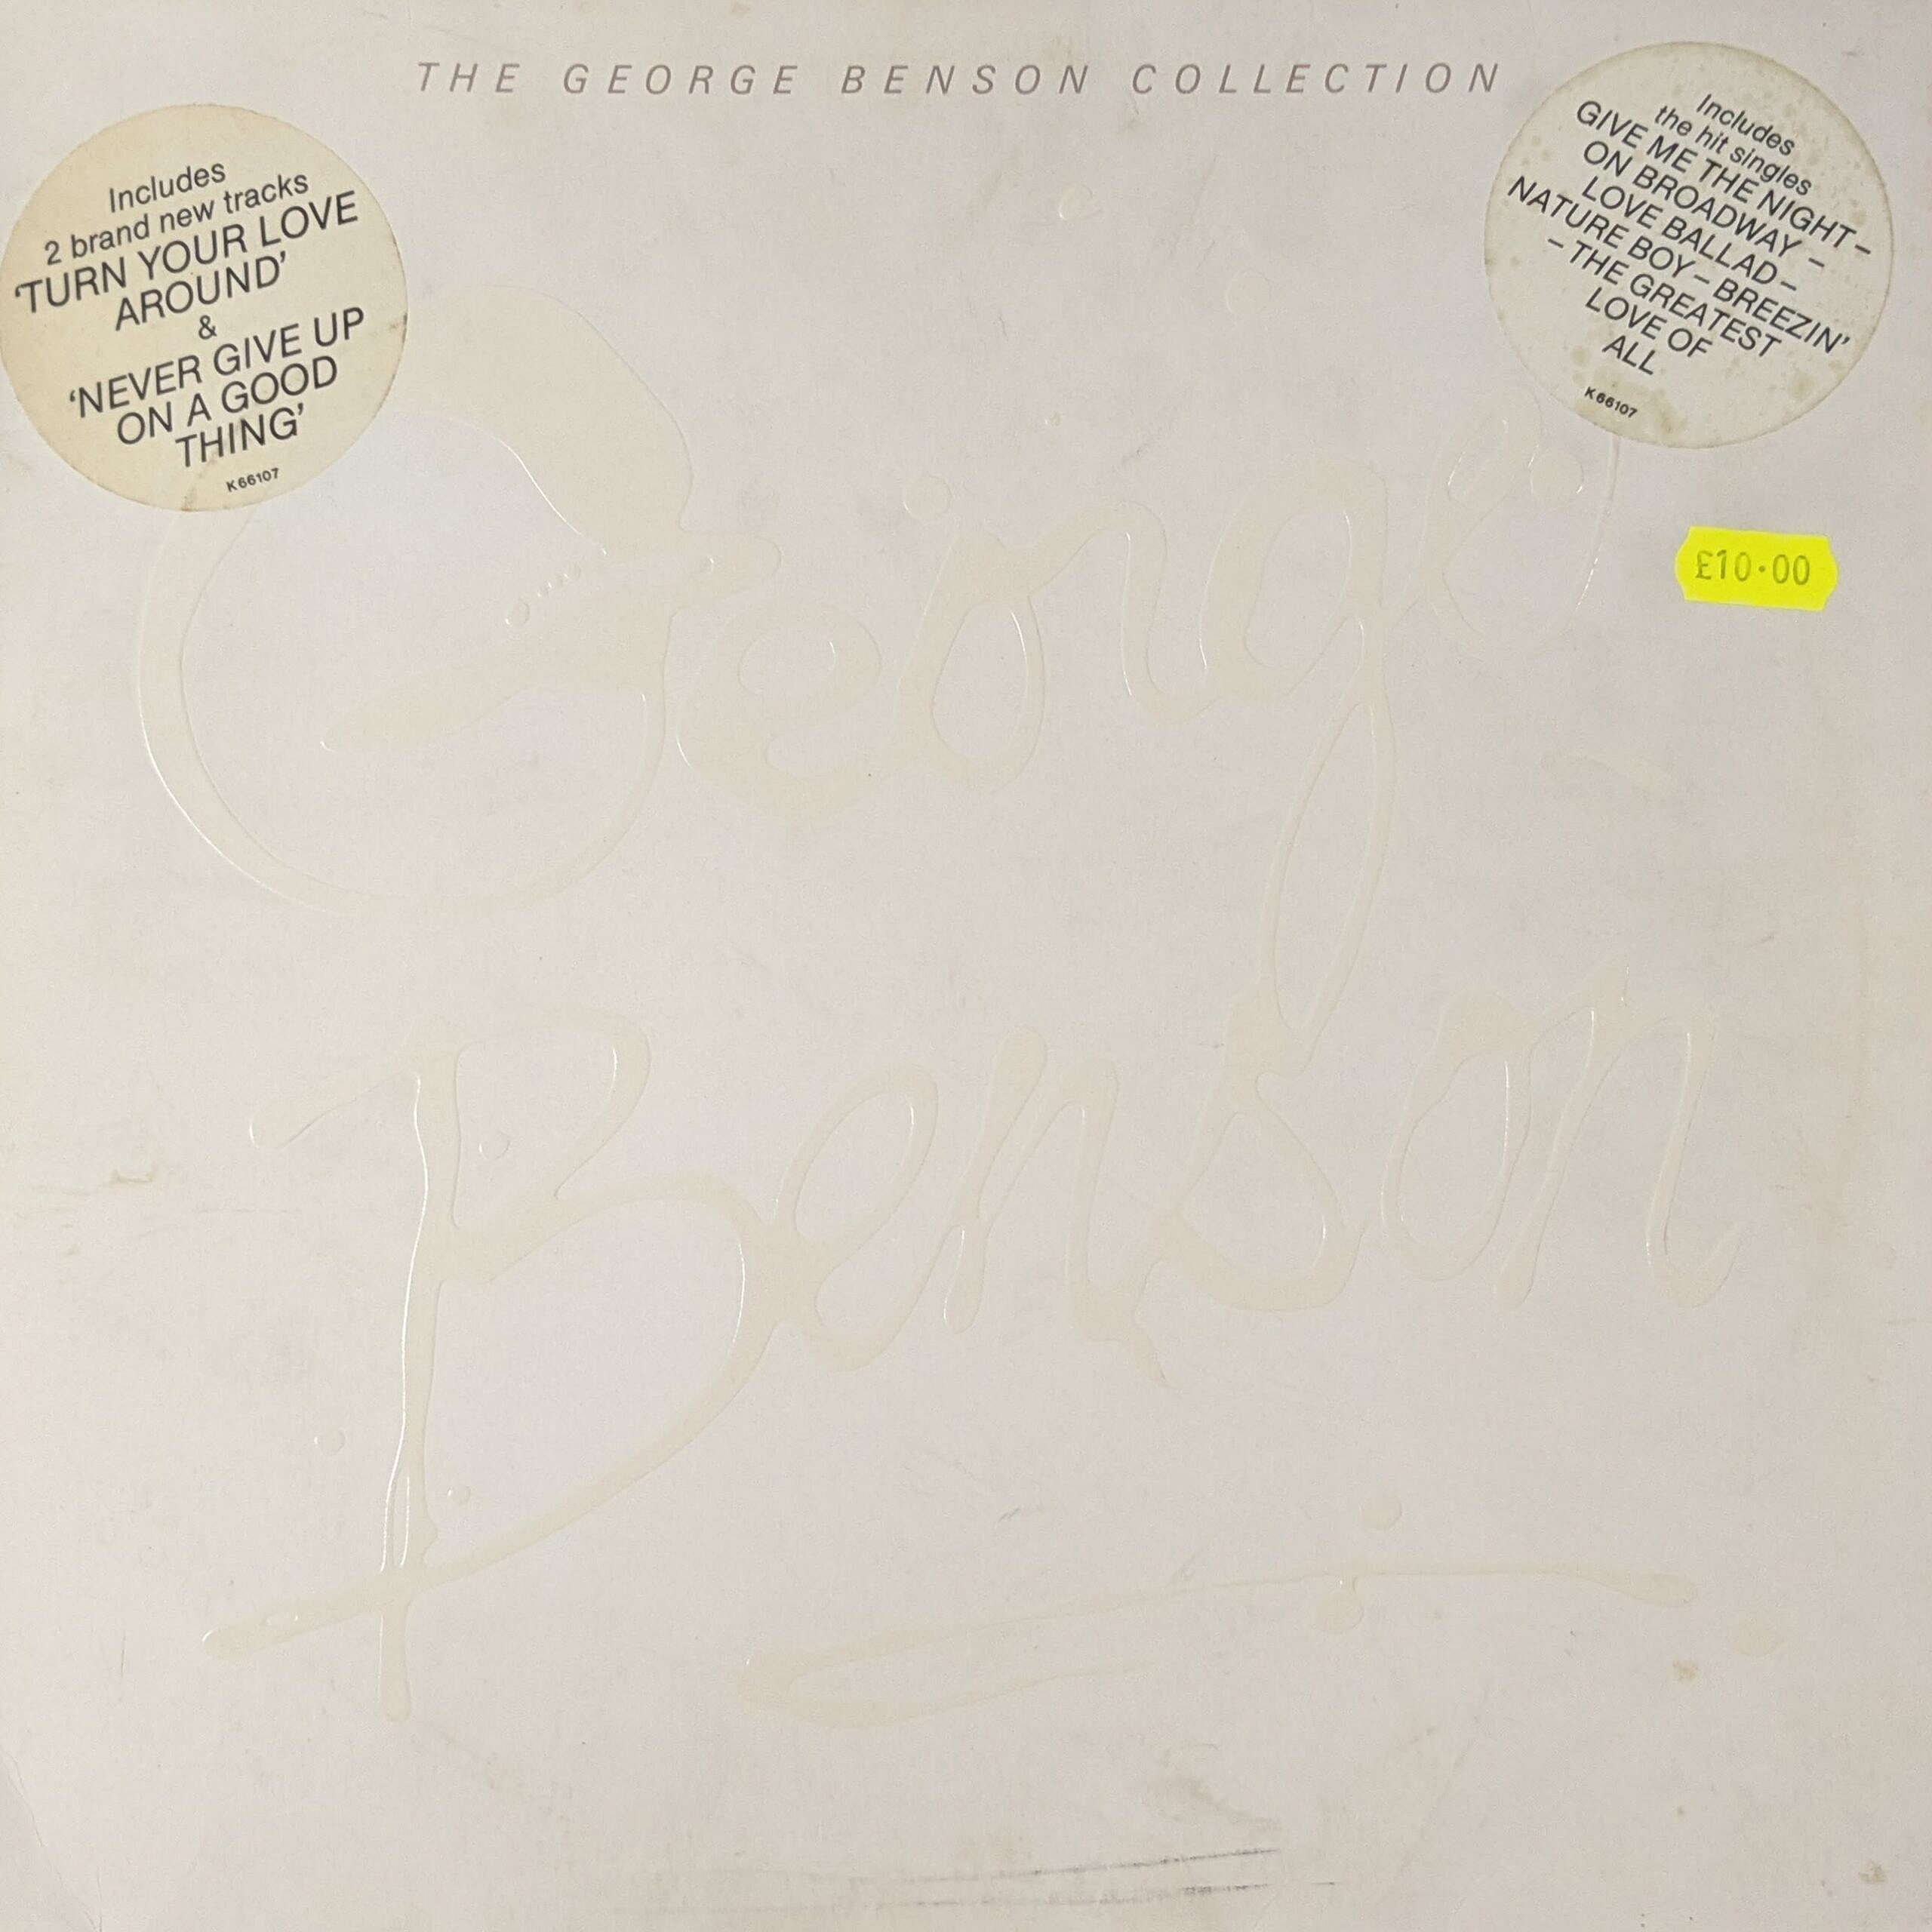 THE GEORGE BENSON COLLECTION
Includes
2 brand new tracks
‘TURN YOUR LOVE
AROUND’
&
‘NEVER GIVE UP
ON A GOOD
THING’
K66107
Includes
the hit singles
GIVE ME THE NIGHT –
ON BROADWAY –
LOVE BALLAD –
NATURE BOY – BREEZIN’
– THE GREATEST
LOVE OF
ALL
K66107
£10·00
George
Benson